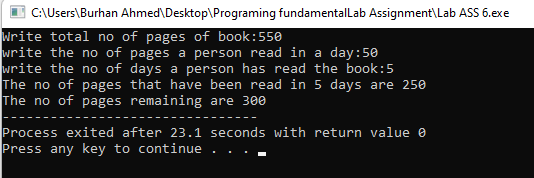 C:\Users\Burhan Ahmed\Desktop\Programing fundamentalLab Assignment\Lab ASS 6.exe
Write total no of pages of book:550
write the no of pages a person read in a day:50
write the no of days a person has read the book:5
The no of pages that have been read in 5 days are 250
The no of pages remaining are 300
--------------------------------
Process exited after 23.1 seconds with return value 0
Press any key to continue . . .